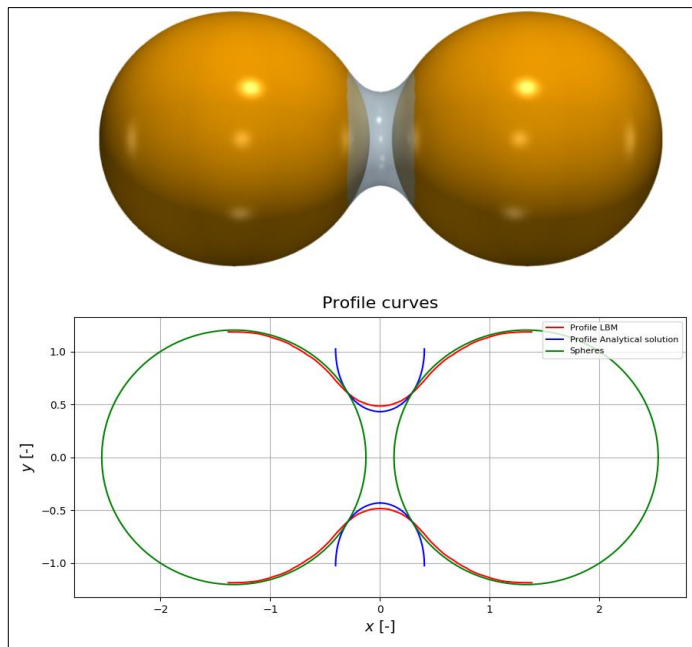 Profile curves
Profile LBM
Profile Analytical solution
Spheres
1.0
0.5
0.0
−0.5
−1.0
y [-]
−2
−1
0
1
2
x [-]